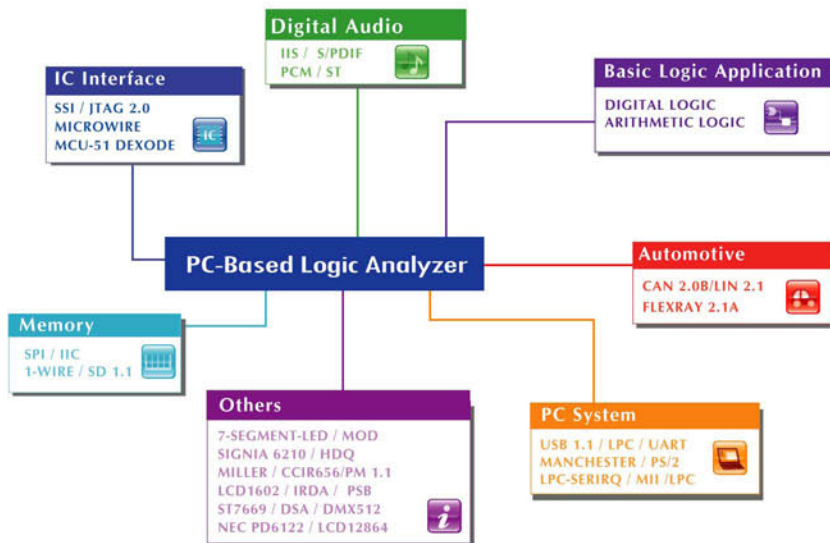 Digital Audio
IIS / S/PDIF
PCM / ST
IC Interface
SSI / JTAG 2.0
MICROWIRE
MCU-51 DEXODE
IC
Basic Logic Application
DIGITAL LOGIC
ARITHMETIC LOGIC
PC-Based Logic Analyzer
Automotive
CAN 2.0B/LIN 2.1
FLEXRAY 2.1A
Memory
SPI / IIC
1-WIRE / SD 1.1
Others
7-SEGMENT-LED / MOD
SIGNIA 6210 / HDQ
MILLER / CCIR656/PM 1.1
LCD1602 / IRDA / PSB
ST7669 / DSA / DMX512
NEC PD6122 / LCD12864
i
PC System
USB 1.1 / LPC / UART
MANCHESTER / PS/2
LPC-SERIRQ / MII /LPC